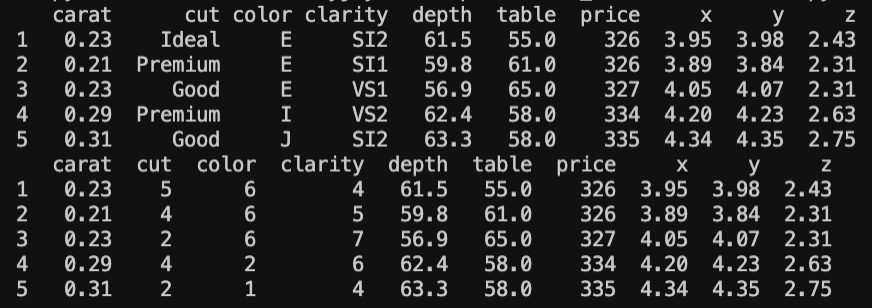 carat cut color clarity depth table price x y z
1 0.23 Ideal E SI2 61.5 55.0 326 3.95 3.98 2.43
2 0.21 Premium E SI1 59.8 61.0 326 3.89 3.84 2.31
3 0.23 Good E VS1 56.9 65.0 327 4.05 4.07 2.31
4 0.29 Premium I VS2 62.4 58.0 334 4.20 4.23 2.63
5 0.31 Good J SI2 63.3 58.0 335 4.34 4.35 2.75
carat cut color clarity depth table price x y z
1 0.23 5 6 4 61.5 55.0 326 3.95 3.98 2.43
2 0.21 4 6 5 59.8 61.0 326 3.89 3.84 2.31
3 0.23 2 6 7 56.9 65.0 327 4.05 4.07 2.31
4 0.29 4 2 6 62.4 58.0 334 4.20 4.23 2.63
5 0.31 2 1 4 63.3 58.0 335 4.34 4.35 2.75